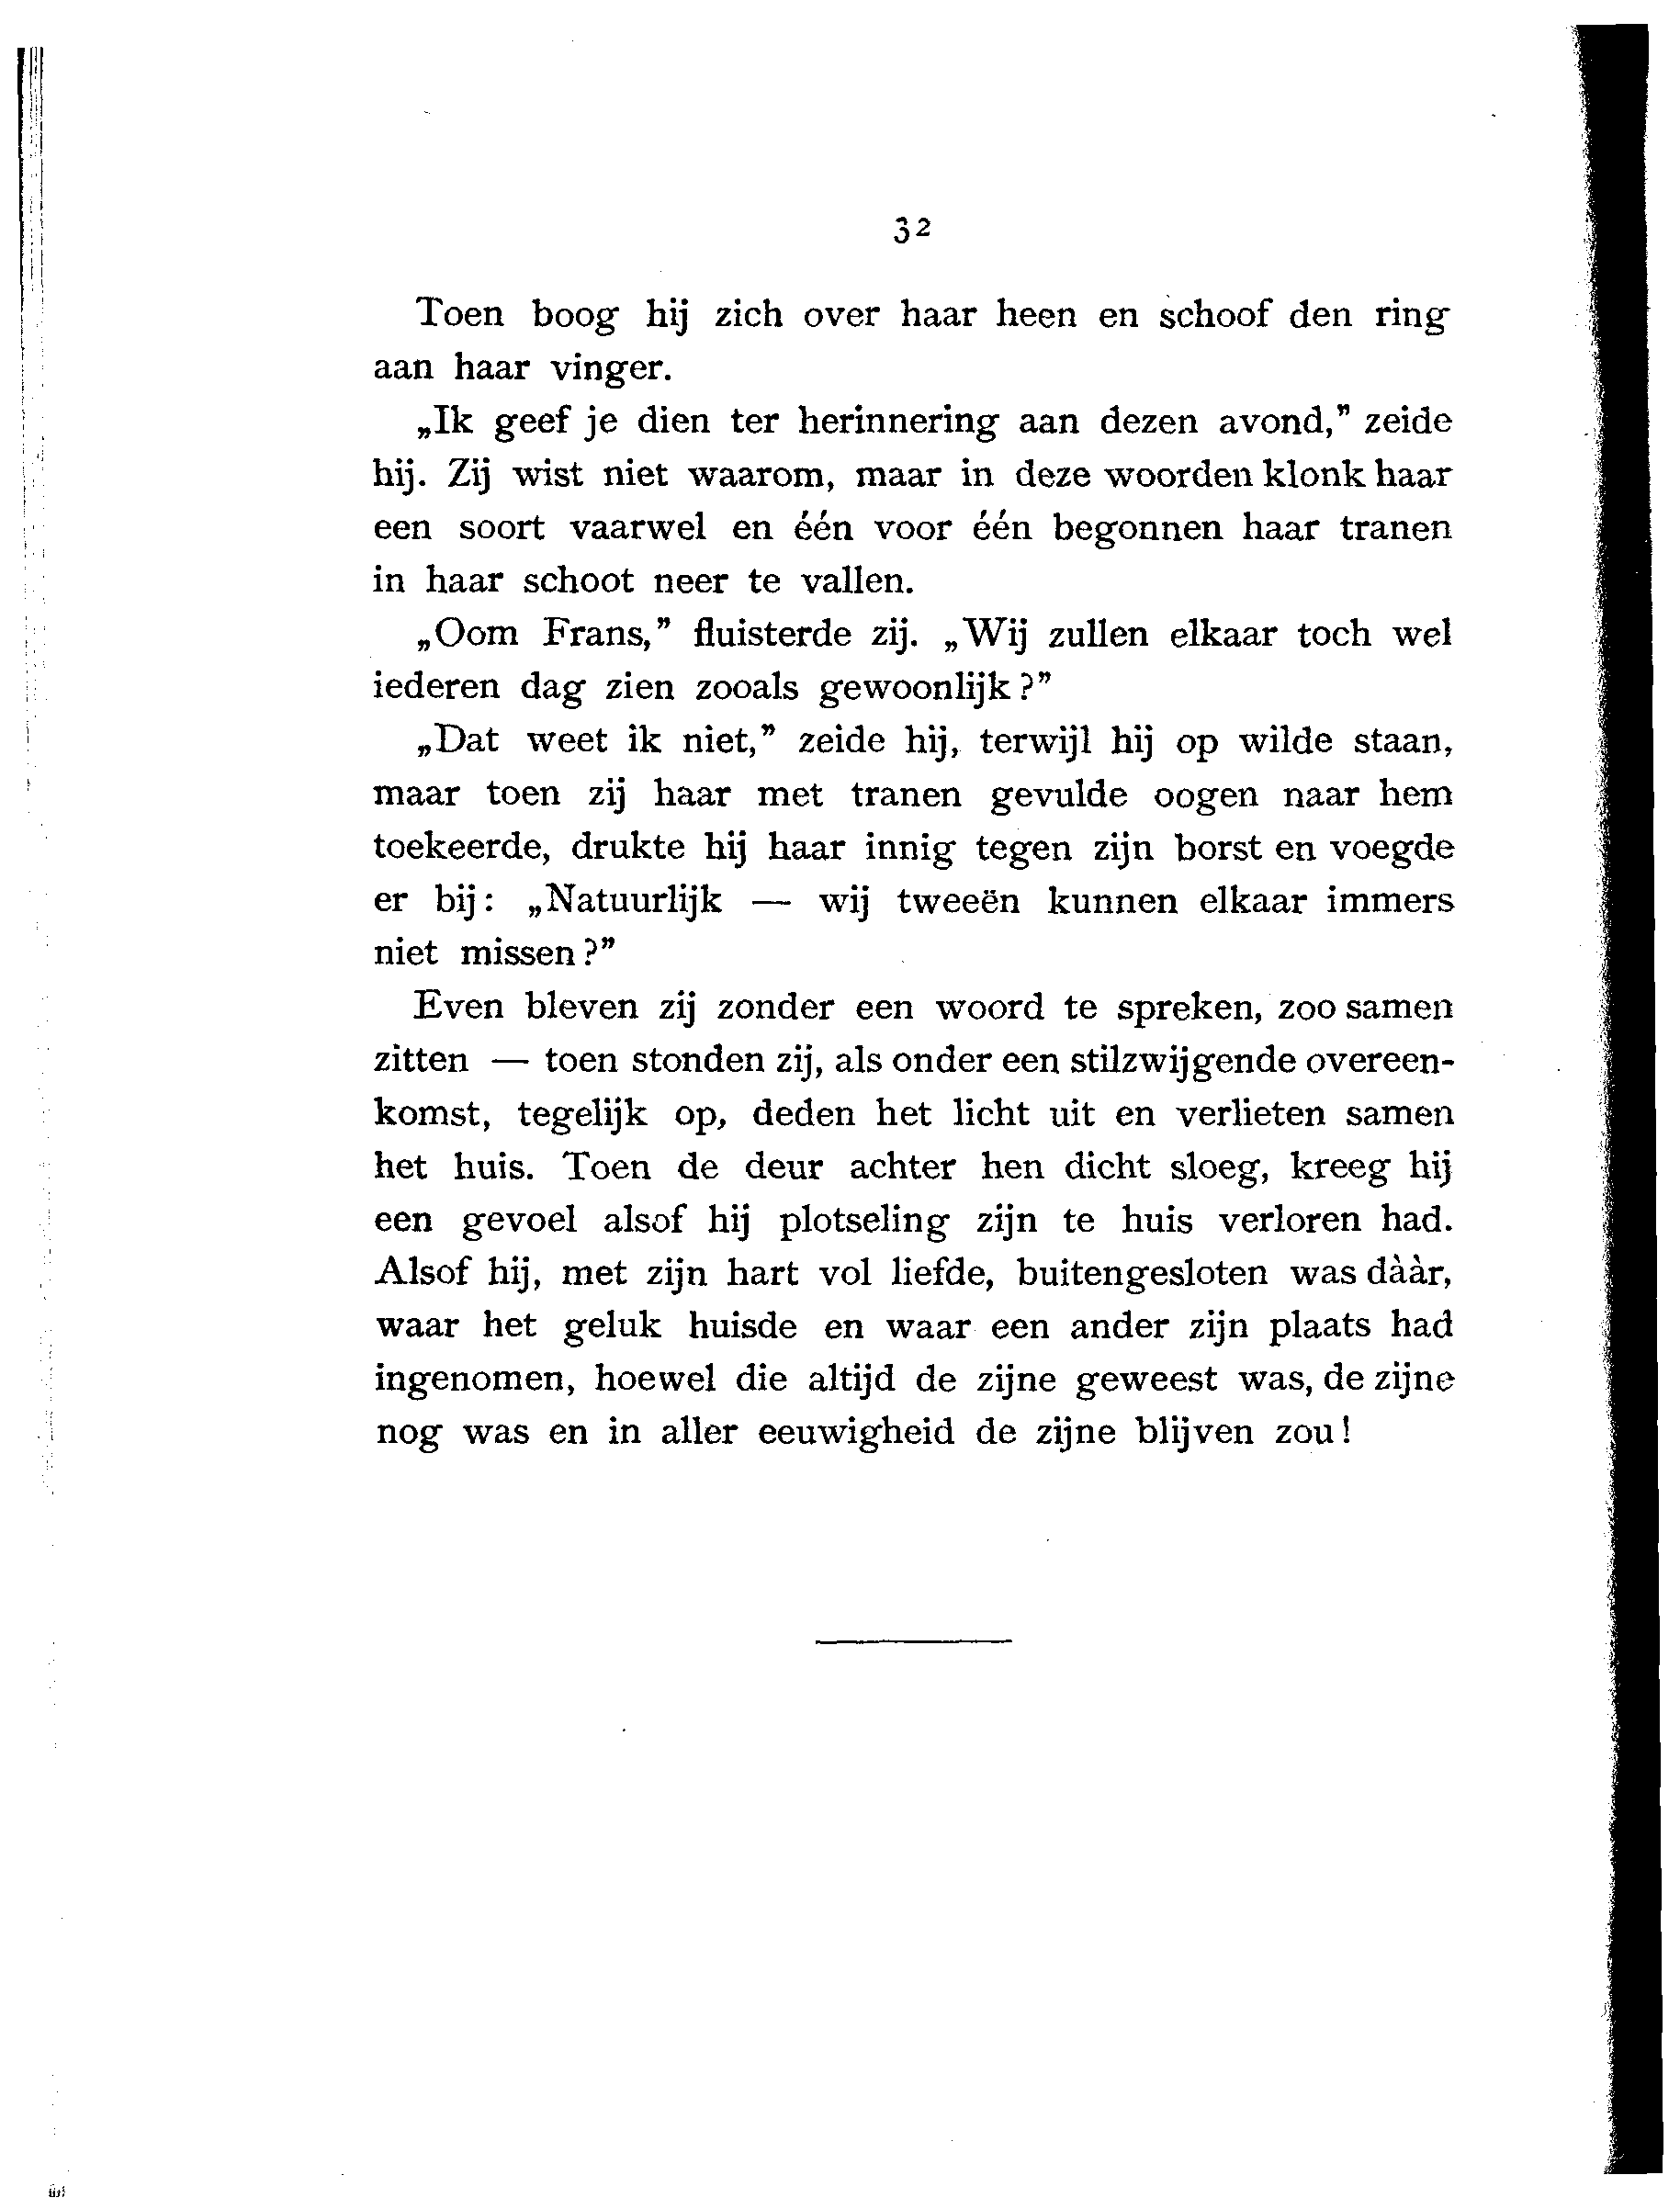 32
Toen boog hij zich over haar heen en schoof den ring
aan haar vinger.
„Ik geef je dien ter herinnering aan dezen avond,” zeide
hij. Zij wist niet waarom, maar in deze woorden klonk haar
een soort vaarwel en één voor één begonnen haar tranen
in haar schoot neer te vallen.
„Oom Frans,” fluisterde zij. „Wij zullen elkaar toch wel
iederen dag zien zooals gewoonlijk?”
„Dat weet ik niet,” zeide hij, terwijl hij op wilde staan,
maar toen zij haar met tranen gevulde oogen naar hem
toekeerde, drukte hij haar innig tegen zijn borst en voegde
er bij: „Natuurlijk — wij tweeën kunnen elkaar immers
niet missen?”
Even bleven zij zonder een woord te spreken, zoo samen
zitten — toen stonden zij, als onder een stilzwijgende overeen-
komst, tegelijk op, deden het licht uit en verlieten samen
het huis. Toen de deur achter hen dicht sloeg, kreeg hij
een gevoel alsof hij plotseling zijn te huis verloren had.
Alsof hij, met zijn hart vol liefde, buitengesloten was dààr,
waar het geluk huisde en waar een ander zijn plaats had
ingenomen, hoewel die altijd de zijne geweest was, de zijne
nog was en in aller eeuwigheid de zijne blijven zou!